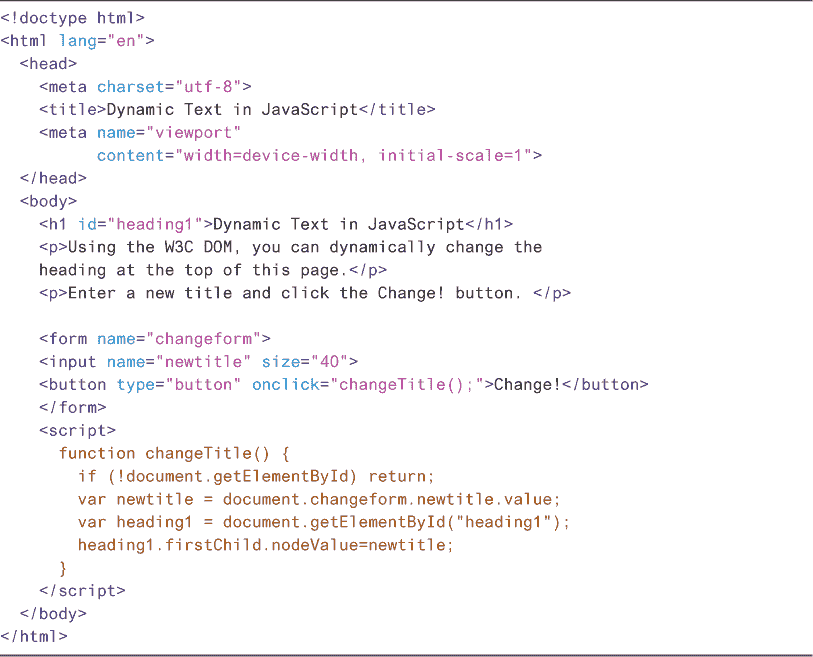 <!doctype html>
<html lang="en">
  <head>
    <meta charset="utf-8">
    <title>Dynamic Text in JavaScript</title>
    <meta name="viewport"
          content="width=device-width, initial-scale=1">
  </head>
  <body>
    <h1 id="heading1">Dynamic Text in JavaScript</h1>
    <p>Using the W3C DOM, you can dynamically change the
    heading at the top of this page.</p>
    <p>Enter a new title and click the Change! button. </p>

    <form name="changeform">
    <input name="newtitle" size="40">
    <button type="button" onclick="changeTitle();">Change!</button>
    </form>
    <script>
      function changeTitle() {
        if (!document.getElementById) return;
        var newtitle = document.changeform.newtitle.value;
        var heading1 = document.getElementById("heading1");
        heading1.firstChild.nodeValue=newtitle;
      }
    </script>
  </body>
</html>